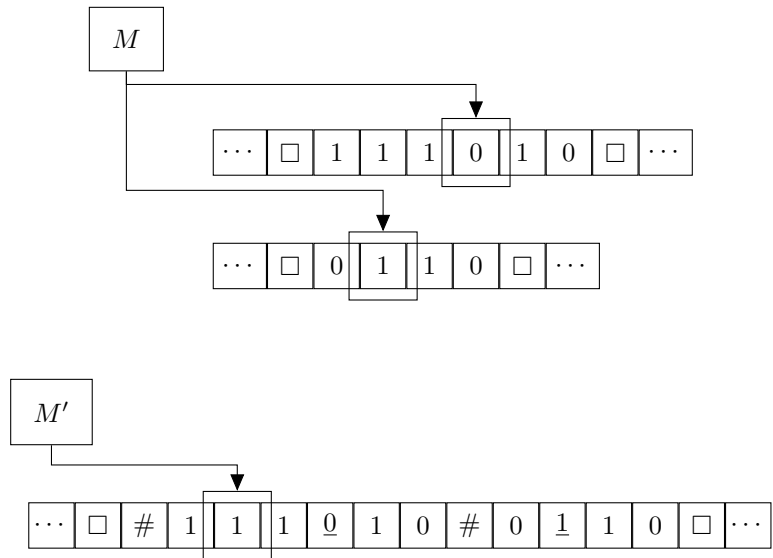 M
⋯ □ 1 1 1 0 1 0 □ ⋯
⋯ □ 0 1 1 0 □ ⋯
M′
⋯ □ # 1 1 1 0̲ 1 0 # 0 1̲ 1 0 □ ⋯